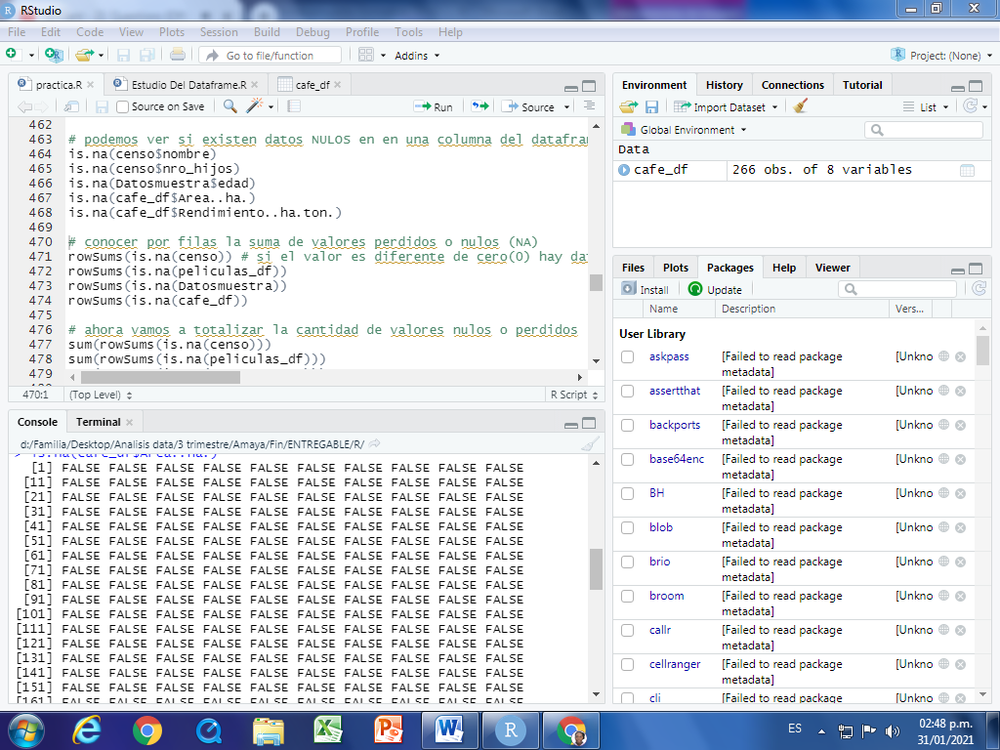 RStudio
File Edit Code View Plots Session Build Debug Profile Tools Help
Go to file/function Addins Project: (None)
practica.R Estudio Del Dataframe.R cafe_df
Source on Save Run Source
462
463 # podemos ver si existen datos NULOS en en una columna del datafra
464 is.na(censo$nombre)
465 is.na(censo$nro_hijos)
466 is.na(Datosmuestra$edad)
467 is.na(cafe_df$Area..ha.)
468 is.na(cafe_df$Rendimiento..ha.ton.)
469
470 # conocer por filas la suma de valores perdidos o nulos (NA)
471 rowSums(is.na(censo)) # si el valor es diferente de cero(0) hay da
472 rowSums(is.na(peliculas_df))
473 rowSums(is.na(Datosmuestra))
474 rowSums(is.na(cafe_df))
475
476 # ahora vamos a totalizar la cantidad de valores nulos o perdidos
477 sum(rowSums(is.na(censo)))
478 sum(rowSums(is.na(peliculas_df)))
479
470:1 (Top Level) R Script
Console Terminal
d:/Familia/Desktop/Analisis data/3 trimestre/Amaya/Fin/ENTREGABLE/R/
> is.na(cafe_df$Area..ha.)
[1] FALSE FALSE FALSE FALSE FALSE FALSE FALSE FALSE FALSE FALSE
[11] FALSE FALSE FALSE FALSE FALSE FALSE FALSE FALSE FALSE FALSE
[21] FALSE FALSE FALSE FALSE FALSE FALSE FALSE FALSE FALSE FALSE
[31] FALSE FALSE FALSE FALSE FALSE FALSE FALSE FALSE FALSE FALSE
[41] FALSE FALSE FALSE FALSE FALSE FALSE FALSE FALSE FALSE FALSE
[51] FALSE FALSE FALSE FALSE FALSE FALSE FALSE FALSE FALSE FALSE
[61] FALSE FALSE FALSE FALSE FALSE FALSE FALSE FALSE FALSE FALSE
[71] FALSE FALSE FALSE FALSE FALSE FALSE FALSE FALSE FALSE FALSE
[81] FALSE FALSE FALSE FALSE FALSE FALSE FALSE FALSE FALSE FALSE
[91] FALSE FALSE FALSE FALSE FALSE FALSE FALSE FALSE FALSE FALSE
[101] FALSE FALSE FALSE FALSE FALSE FALSE FALSE FALSE FALSE FALSE
[111] FALSE FALSE FALSE FALSE FALSE FALSE FALSE FALSE FALSE FALSE
[121] FALSE FALSE FALSE FALSE FALSE FALSE FALSE FALSE FALSE FALSE
[131] FALSE FALSE FALSE FALSE FALSE FALSE FALSE FALSE FALSE FALSE
[141] FALSE FALSE FALSE FALSE FALSE FALSE FALSE FALSE FALSE FALSE
[151] FALSE FALSE FALSE FALSE FALSE FALSE FALSE FALSE FALSE FALSE
[161] FALSE FALSE FALSE FALSE FALSE FALSE FALSE FALSE FALSE FALSE
Environment History Connections Tutorial
Import Dataset List
Global Environment
Data
cafe_df 266 obs. of 8 variables
Files Plots Packages Help Viewer
Install Update
Name Description Vers...
User Library
askpass [Failed to read package metadata] [Unkno
assertthat [Failed to read package metadata] [Unkno
backports [Failed to read package metadata] [Unkno
base64enc [Failed to read package metadata] [Unkno
BH [Failed to read package metadata] [Unkno
blob [Failed to read package metadata] [Unkno
brio [Failed to read package metadata] [Unkno
broom [Failed to read package metadata] [Unkno
callr [Failed to read package metadata] [Unkno
cellranger [Failed to read package metadata] [Unkno
cli [Failed to read package [Unkno
ES 02:48 p.m.
31/01/2021